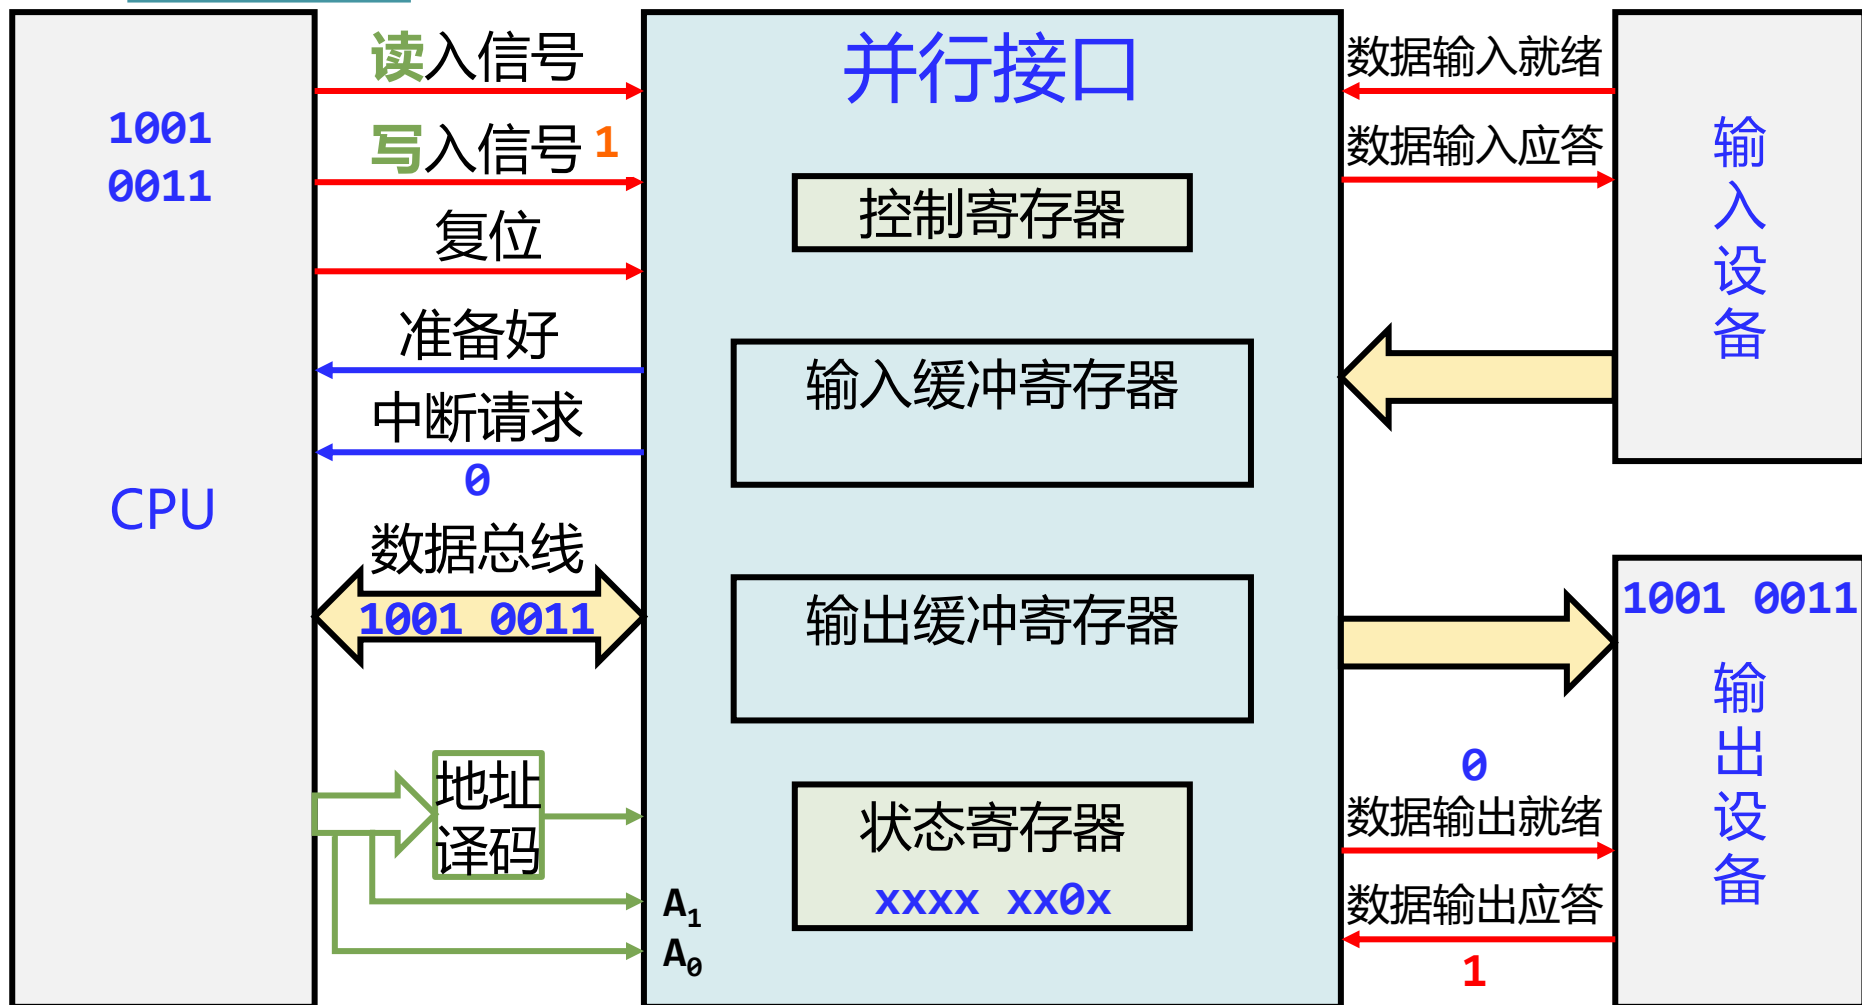 1001
0011
CPU
读入信号
写入信号 1
复位
准备好
中断请求
0
数据总线
1001 0011
地址
译码
并行接口
控制寄存器
输入缓冲寄存器
输出缓冲寄存器
状态寄存器
xxxx xx0x
A1
A0
数据输入就绪
数据输入应答
输
入
设
备
1001 0011
输
出
设
备
0
数据输出就绪
数据输出应答
1